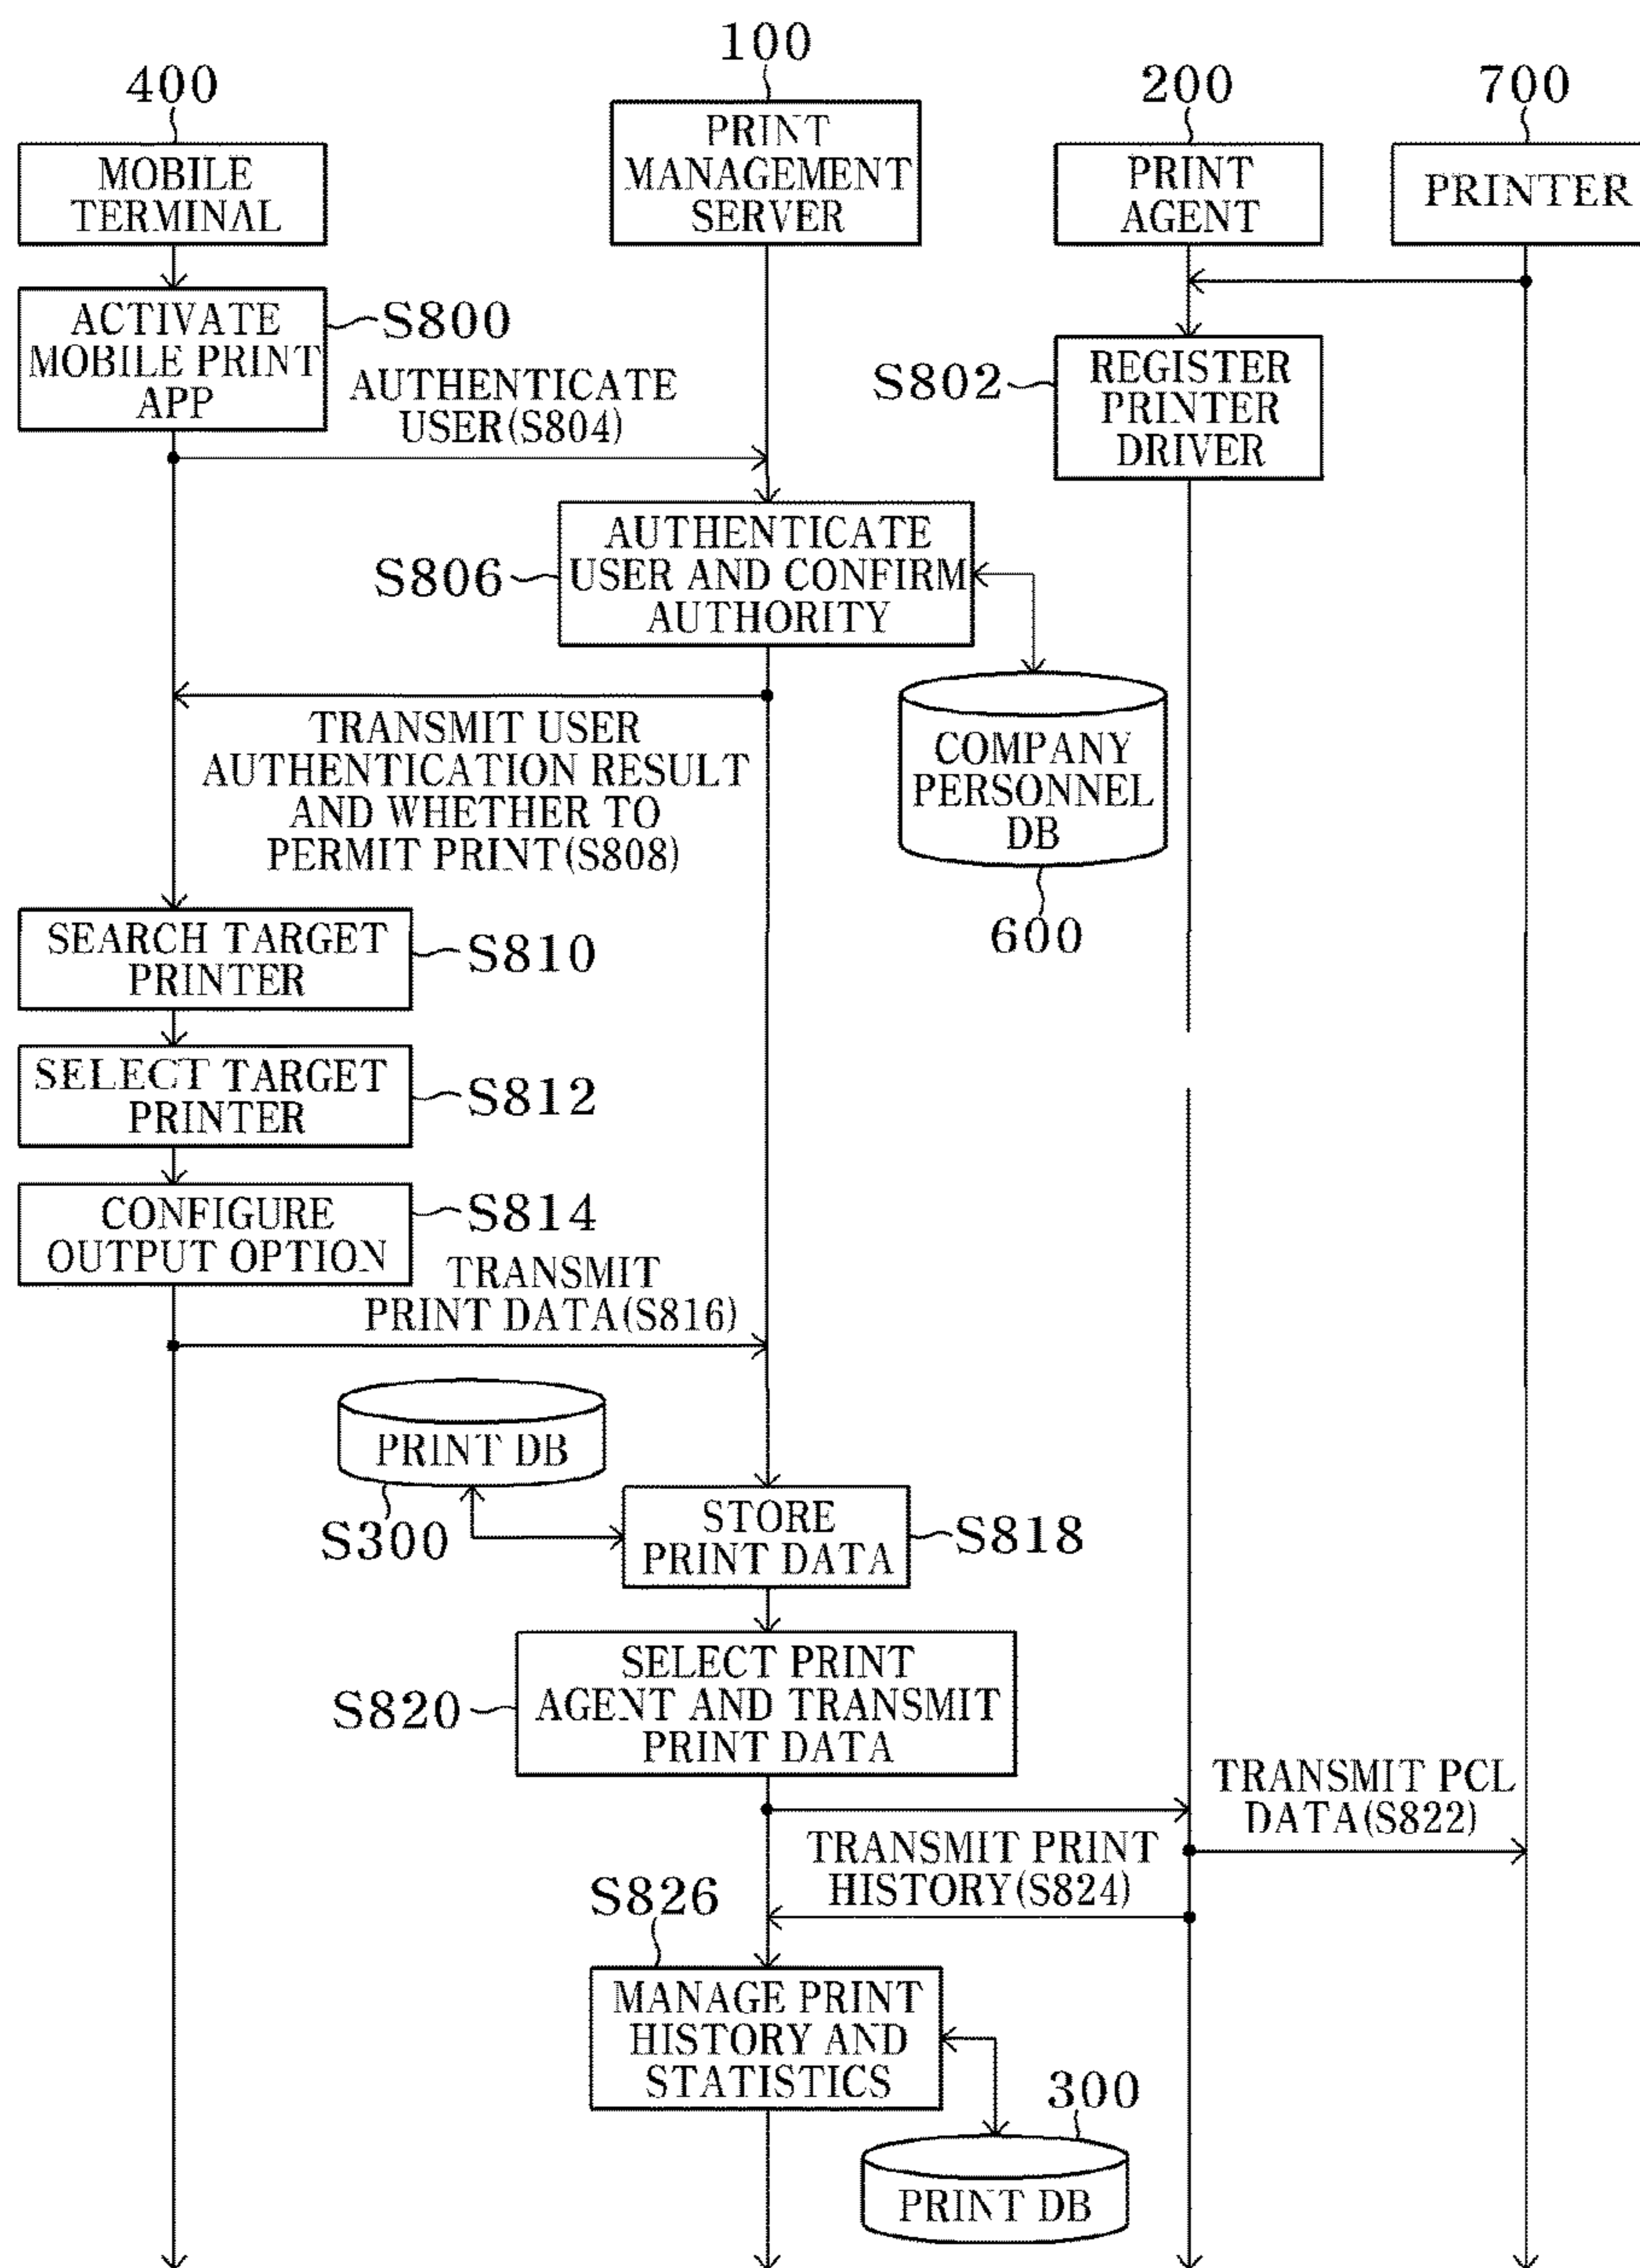 100
400
200
700
MOBILE
TERMINAL
PRINT
MANAGEMENT
SERVER
PRINT
AGENT
PRINTER
ACTIVATE
MOBILE PRINT
APP
S800
AUTHENTICATE
USER(S804)
S802
REGISTER
PRINTER
DRIVER
AUTHENTICATE
USER AND CONFIRM
AUTHORITY
S806
TRANSMIT USER
AUTHENTICATION RESULT
AND WHETHER TO
PERMIT PRINT(S808)
COMPANY
PERSONNEL
DB
600
SEARCH TARGET
PRINTER
S810
SELECT TARGET
PRINTER
S812
CONFIGURE
OUTPUT OPTION
S814
TRANSMIT
PRINT DATA(S816)
PRINT DB
S300
STORE
PRINT DATA
S818
SELECT PRINT
AGENT AND TRANSMIT
PRINT DATA
S820
TRANSMIT PCL
DATA(S822)
TRANSMIT PRINT
HISTORY(S824)
S826
MANAGE PRINT
HISTORY AND
STATISTICS
300
PRINT DB